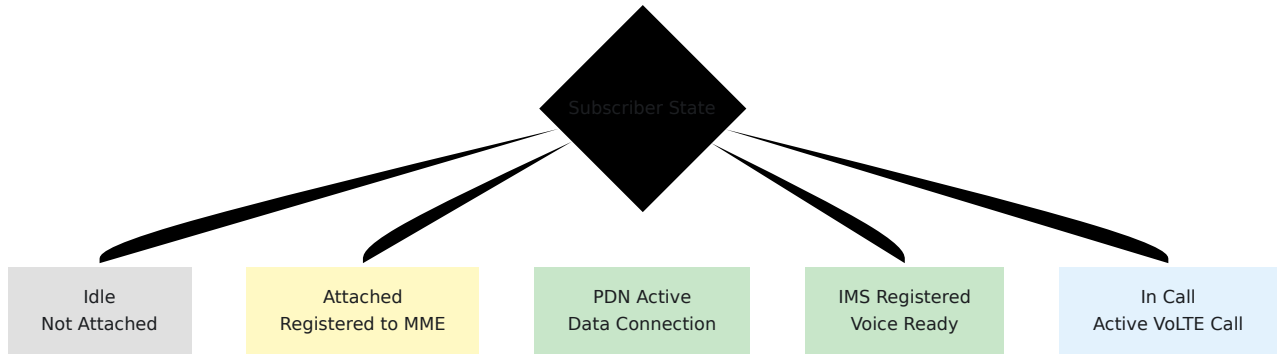 Subscriber State
Idle
Not Attached
Attached
Registered to MME
PDN Active
Data Connection
IMS Registered
Voice Ready
In Call
Active VoLTE Call